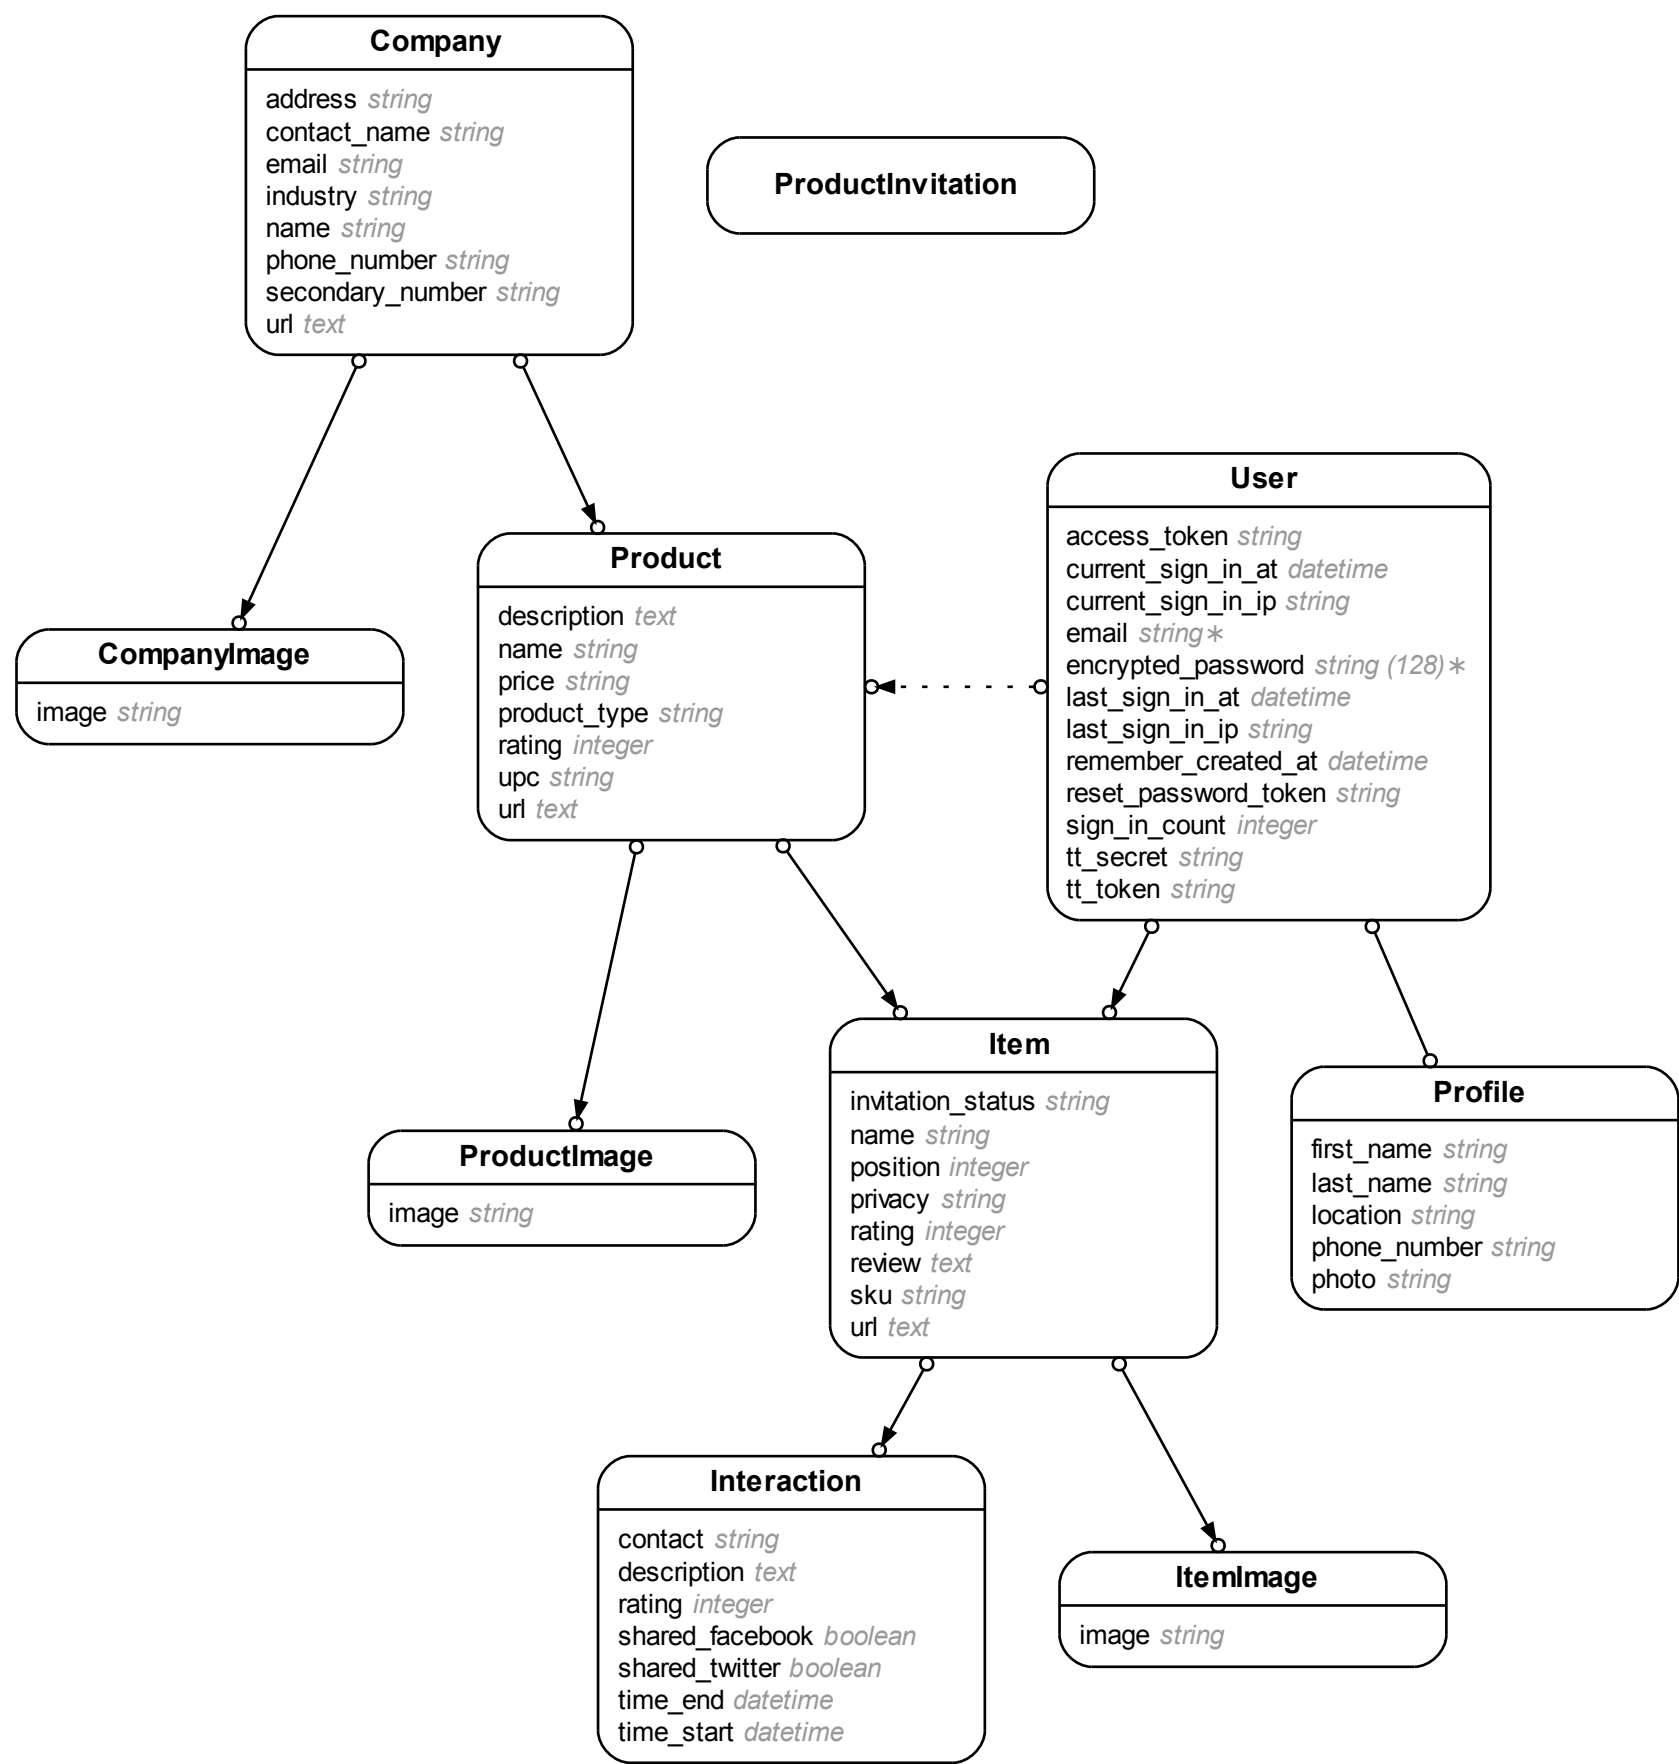 Company
address string
contact_name string
email string
industry string
name string
phone_number string
secondary_number string
url text
ProductInvitation
User
access_token string
current_sign_in_at datetime
current_sign_in_ip string
email string∗
encrypted_password string (128)∗
last_sign_in_at datetime
last_sign_in_ip string
remember_created_at datetime
reset_password_token string
sign_in_count integer
tt_secret string
tt_token string
Product
description text
name string
price string
product_type string
rating integer
upc string
url text
CompanyImage
image string
Item
invitation_status string
name string
position integer
privacy string
rating integer
review text
sku string
url text
Profile
first_name string
last_name string
location string
phone_number string
photo string
ProductImage
image string
Interaction
contact string
description text
rating integer
shared_facebook boolean
shared_twitter boolean
time_end datetime
time_start datetime
ItemImage
image string